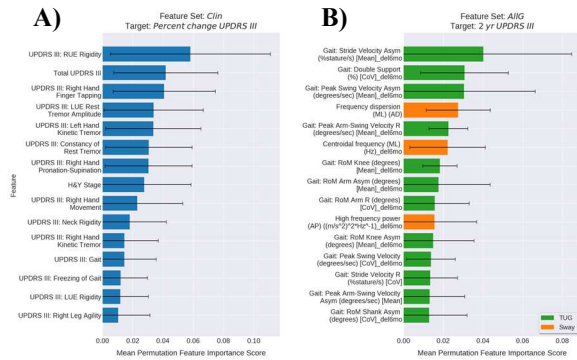 A)
Feature Set: Clin
Target: Percent change UPDRS III
UPDRS III: RUE Rigidity
Total UPDRS III
UPDRS III: Right Hand
Finger Tapping
UPDRS III: LUE Rest
Tremor Amplitude
UPDRS III: Left Hand
Kinetic Tremor
UPDRS III: Constancy of
Rest Tremor
UPDRS III: Right Hand
Pronation-Supination
H&Y Stage
UPDRS III: Right Hand
Movement
UPDRS III: Neck Rigidity
UPDRS III: Right Hand
Kinetic Tremor
UPDRS III: Gait
UPDRS III: Freezing of Gait
UPDRS III: LUE Rigidity
UPDRS III: Right Leg Agility
Feature
0.00
0.02
0.04
0.06
0.08
0.10
Mean Permutation Feature Importance Score
B)
Feature Set: AllG
Target: 2 yr UPDRS III
Gait: Stride Velocity Asym
(%stature/s) [Mean]_del6mo
Gait: Double Support
(%) [CoV]_del6mo
Gait: Peak Swing Velocity Asym
(degrees/sec) [Mean]_del6mo
Frequency dispersion
(ML) (AD)
Gait: Peak Arm-Swing Velocity R
(degrees/sec) [Mean]_del6mo
Centroidal frequency (ML)
(Hz)_del6mo
Gait: RoM Knee (degrees)
[Mean]_del6mo
Gait: RoM Arm Asym (degrees)
[Mean]_del6mo
Gait: RoM Arm R (degrees)
[CoV]_del6mo
High frequency power
(AP) ((m/s^2)^2*Hz^-1)_del6mo
Gait: RoM Knee Asym
(degrees) [Mean]_del6mo
Gait: Peak Swing Velocity
(degrees/sec) [CoV]_del6mo
Gait: Stride Velocity R
(%stature/s) [CoV]
Gait: Peak Arm-Swing Velocity
Asym (degrees/sec) [Mean]
Gait: RoM Shank Asym
(degrees) [CoV]_del6mo
TUG
Sway
0.00
0.02
0.04
0.06
0.08
Mean Permutation Feature Importance Score